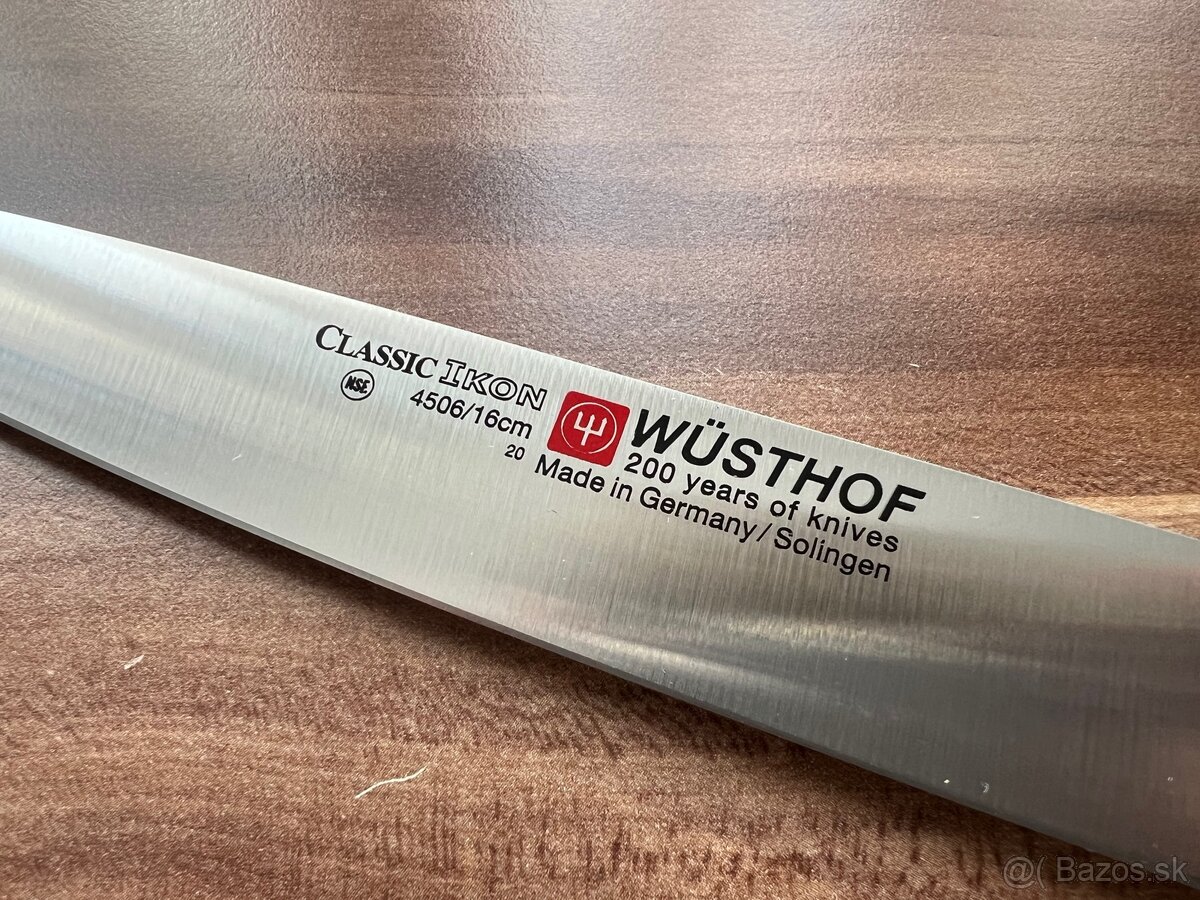 CLASSIC IKON
NSF
4506/16cm
20
WÜSTHOF
200 years of knives
Made in Germany/Solingen
@( Bazos.sk